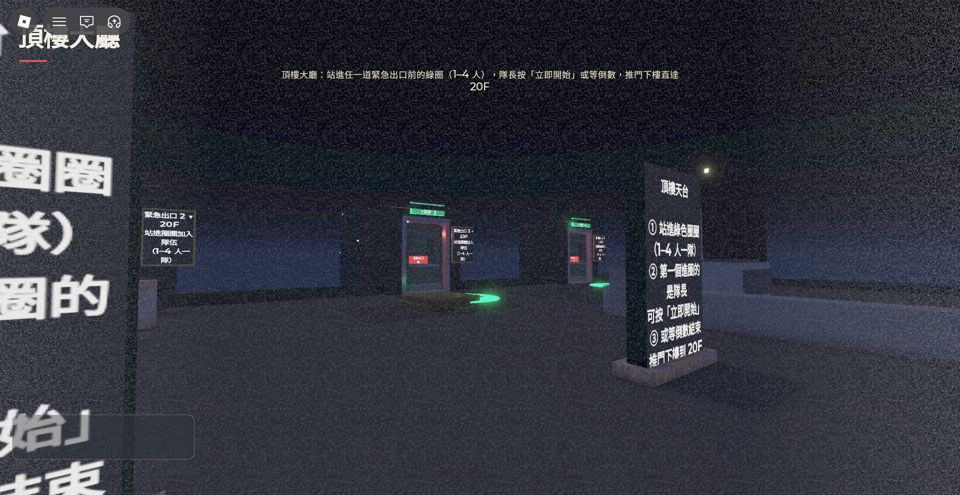 頂樓大廳
頂樓大廳：站進任一道緊急出口前的綠圈（1–4 人），隊長按「立即開始」或等倒數，推門下樓直達
20F
圈圈
隊）
圈的
始」
結束
緊急出口 2 ▼
20F
站進圈圈加入
隊伍
（1–4 人一
隊）
頂樓天台
① 站進綠色圈圈
（1–4 人一隊）
② 第一個進圈的
是隊長
可按「立即開始」
③ 或等倒數結束
推門下樓到 20F